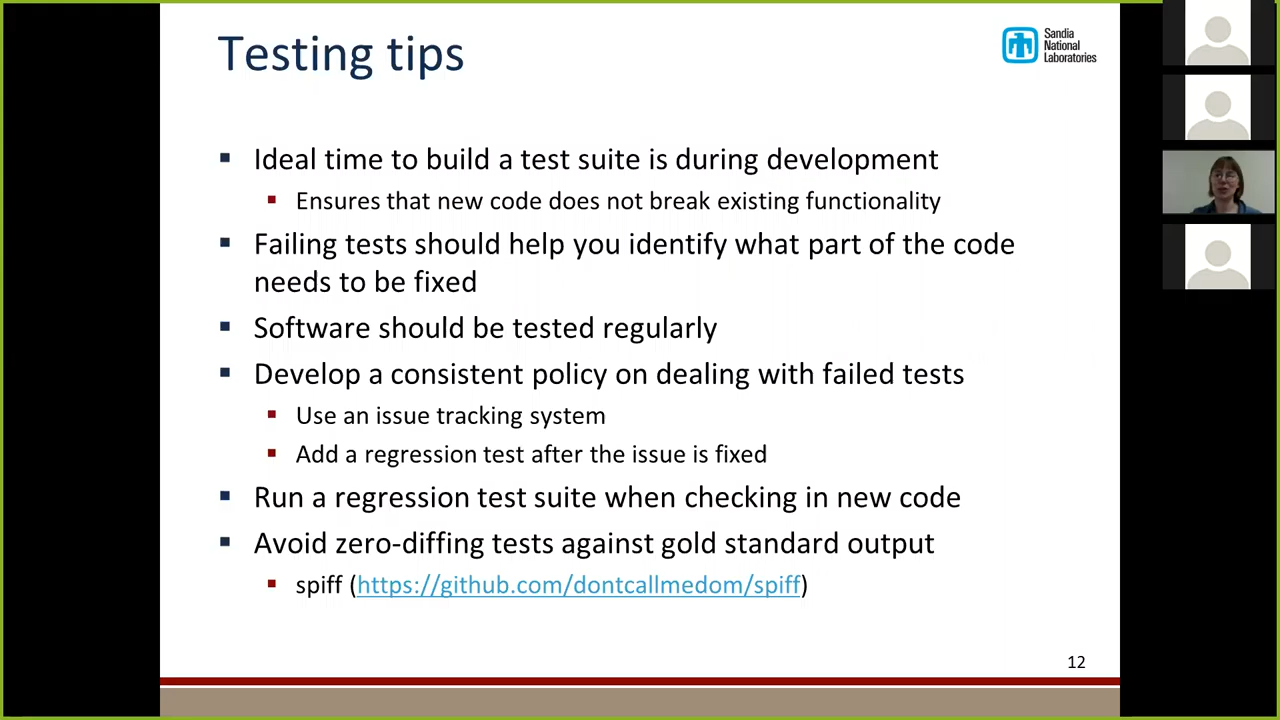 Testing tips
Sandia
National
Laboratories
Ideal time to build a test suite is during development
Ensures that new code does not break existing functionality
Failing tests should help you identify what part of the code
needs to be fixed
Software should be tested regularly
Develop a consistent policy on dealing with failed tests
Use an issue tracking system
Add a regression test after the issue is fixed
Run a regression test suite when checking in new code
Avoid zero-diffing tests against gold standard output
spiff (https://github.com/dontcallmedom/spiff)
12